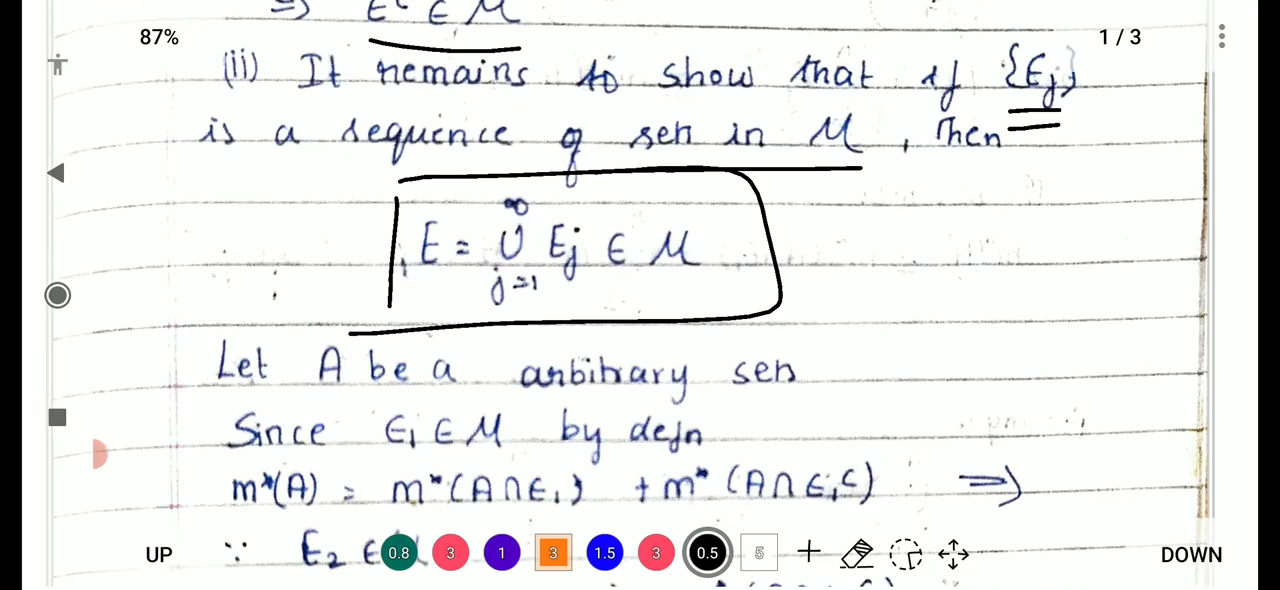 ⇒ Eᶜ ∈ M
87%
1 / 3
(ii) It remains to show that if {Ej}
is a sequence of sets in M , Then
E = ∞ ∪ j=1 Ej ∈ M
Let A be a arbitrary sets
Since E₁ ∈ M by defn
m*(A) = m*(A∩E₁) + m*(A∩E₁ᶜ) ⇒
∵ E₂ ∈
UP
0.8 3 1 3 1.5 3 0.5 5
DOWN